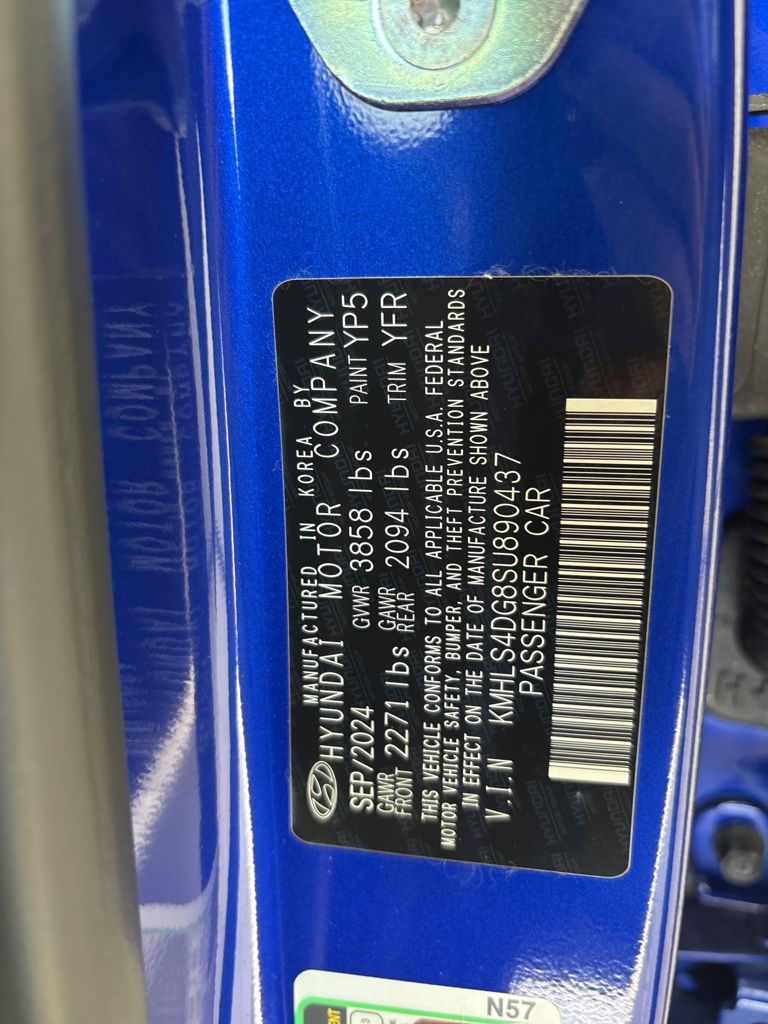 MANUFACTURED IN KOREA BY
HYUNDAI MOTOR COMPANY
SEP/2024 GVWR 3858 lbs PAINT YP5
GAWR FRONT 2271 lbs GAWR REAR 2094 lbs TRIM YFR
THIS VEHICLE CONFORMS TO ALL APPLICABLE U.S.A. FEDERAL
MOTOR VEHICLE SAFETY, BUMPER, AND THEFT PREVENTION STANDARDS
IN EFFECT ON THE DATE OF MANUFACTURE SHOWN ABOVE
V.I.N KMHLS4DG8SU890437
PASSENGER CAR
N57